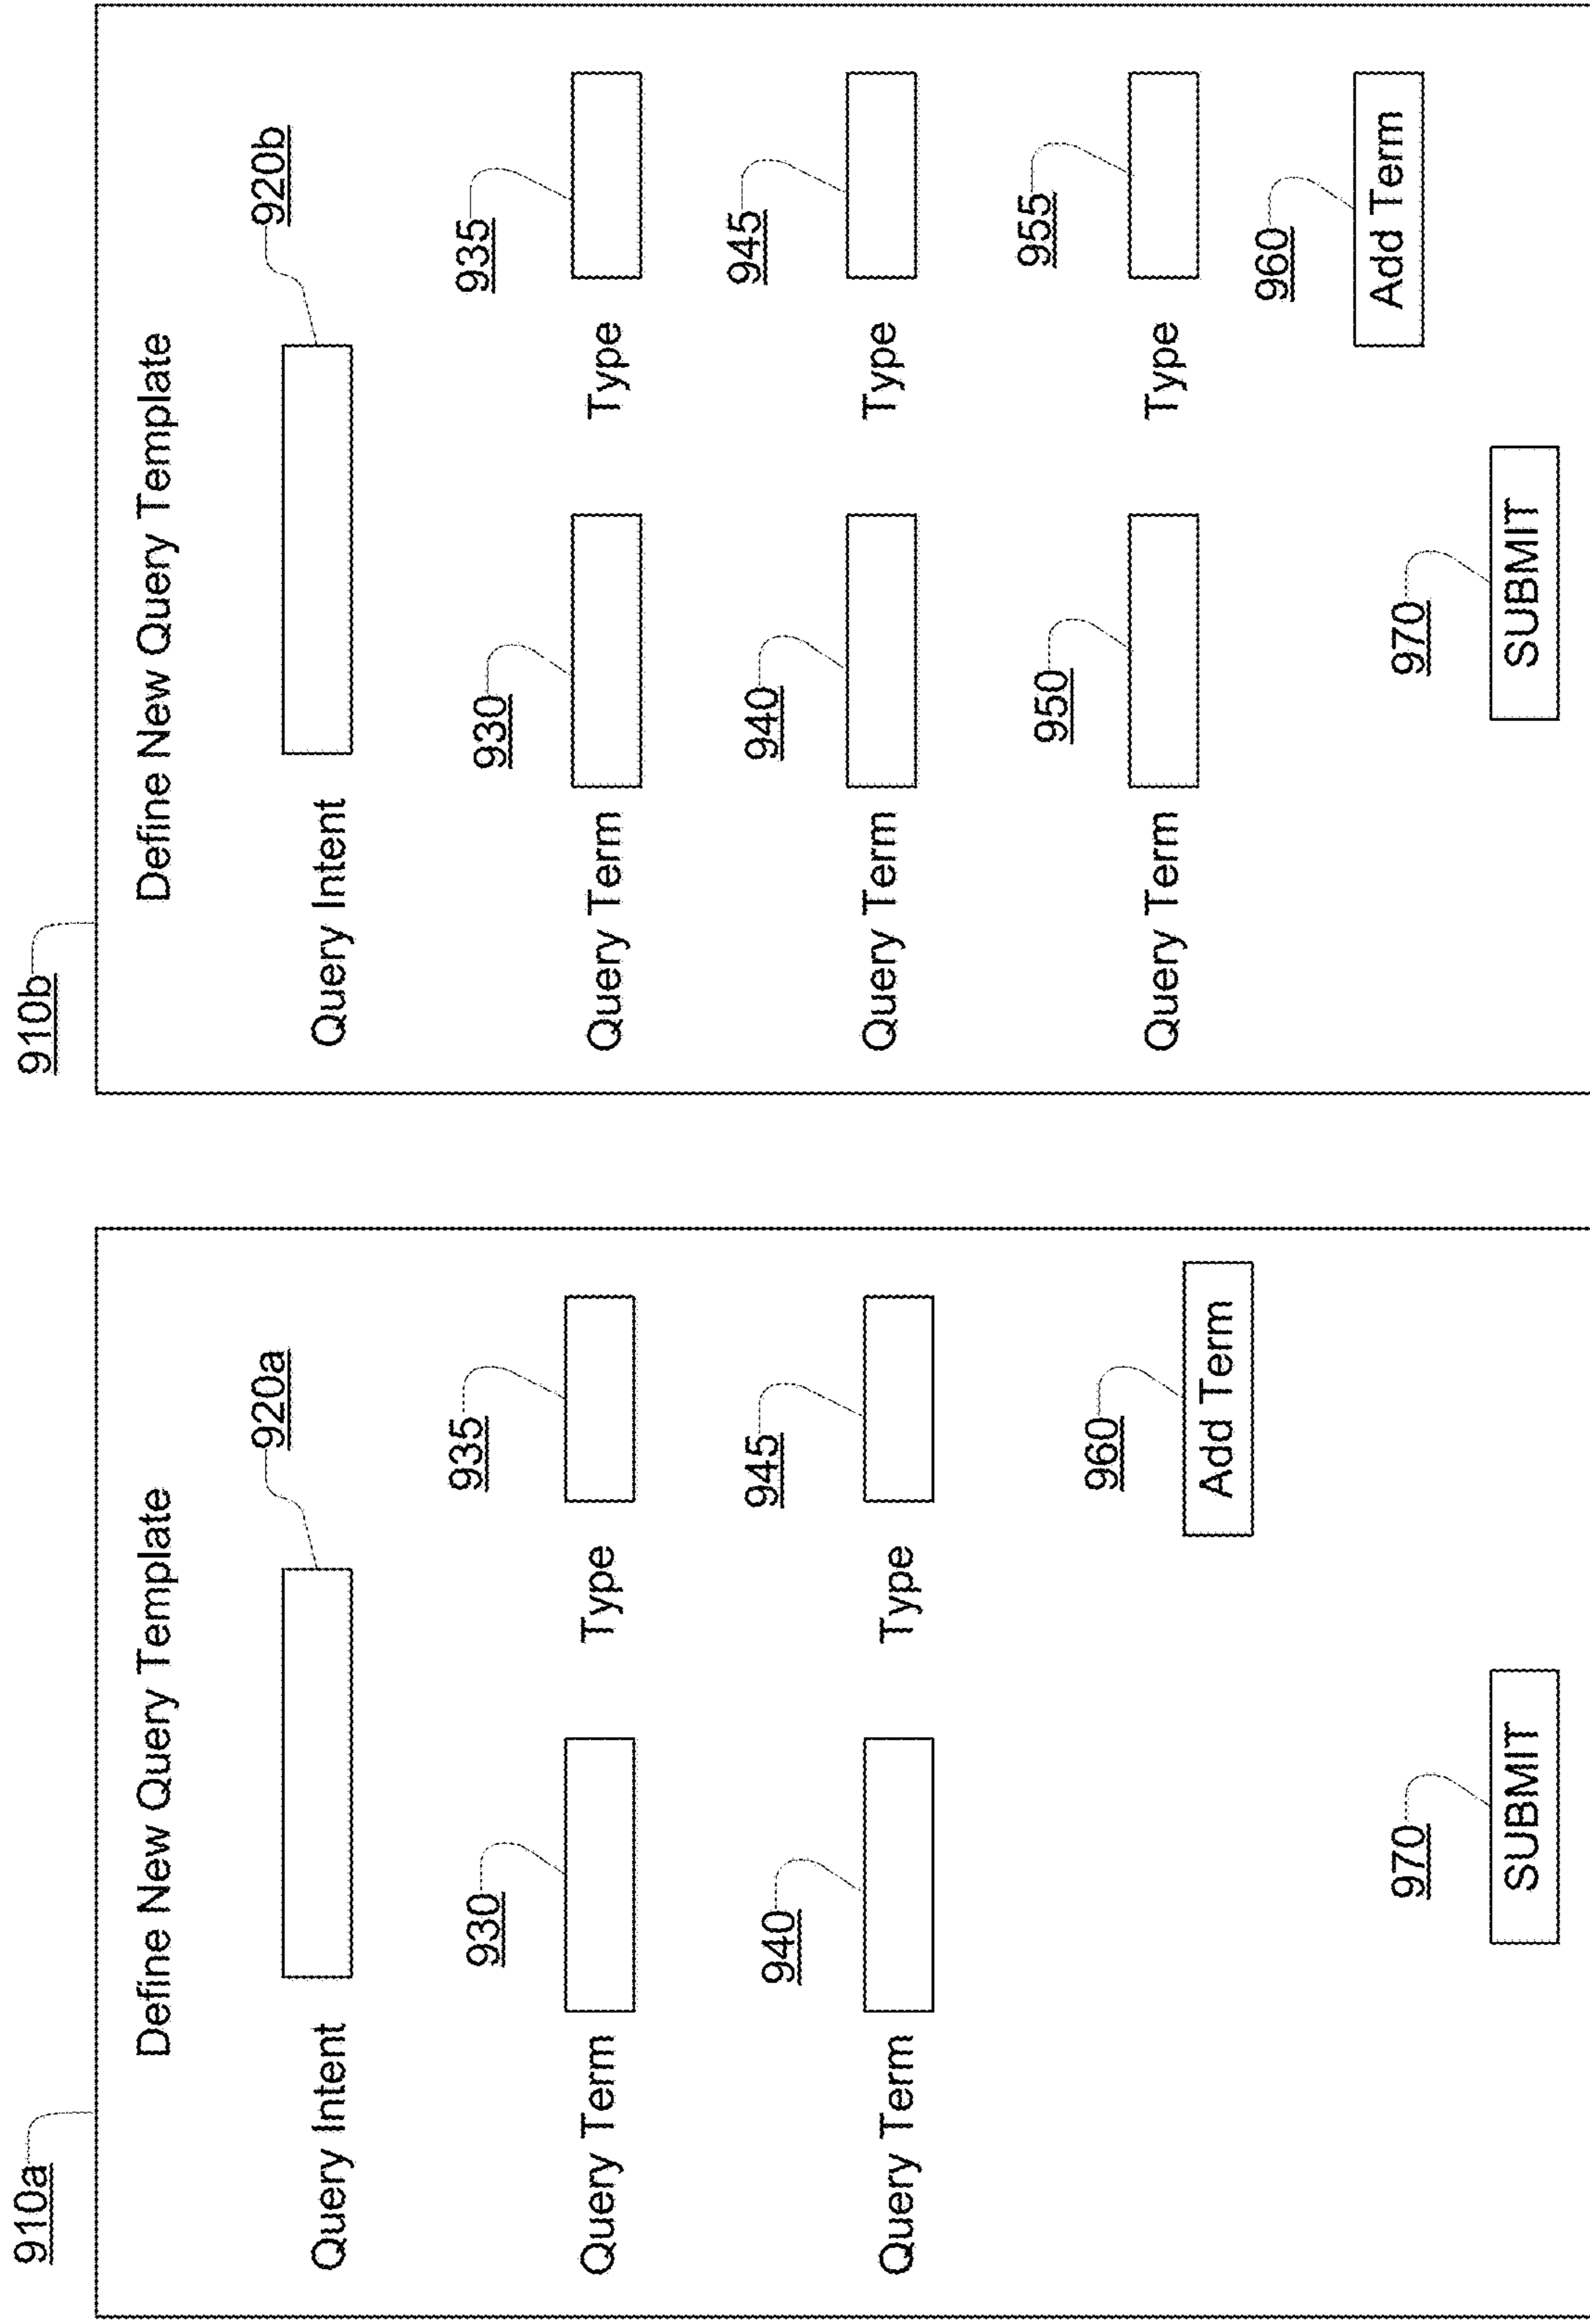 910a
Define New Query Template
920a
Query Intent
935
930
Query Term
Type
945
940
Query Term
Type
960
Add Term
970
SUBMIT
910b
Define New Query Template
920b
Query Intent
935
930
Query Term
Type
945
940
Query Term
Type
955
950
Query Term
Type
960
Add Term
970
SUBMIT